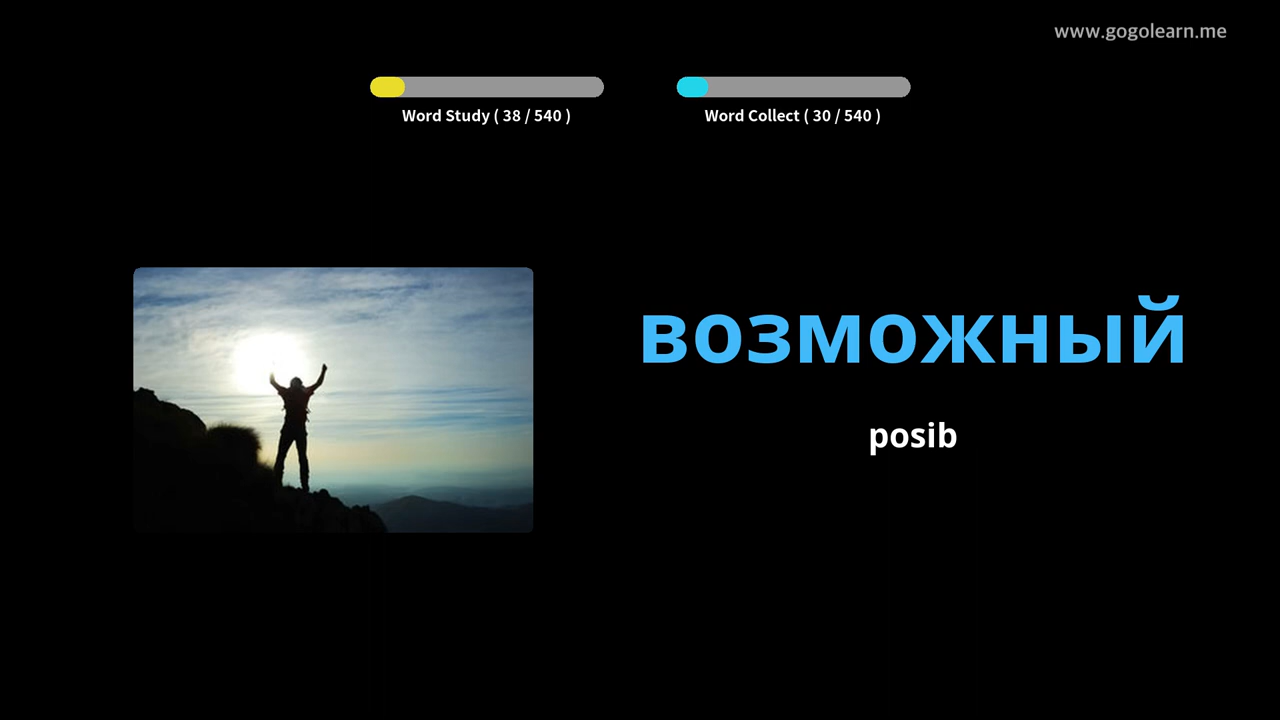 www.gogolearn.me
Word Study ( 38 / 540 )
Word Collect ( 30 / 540 )
возможный
posib